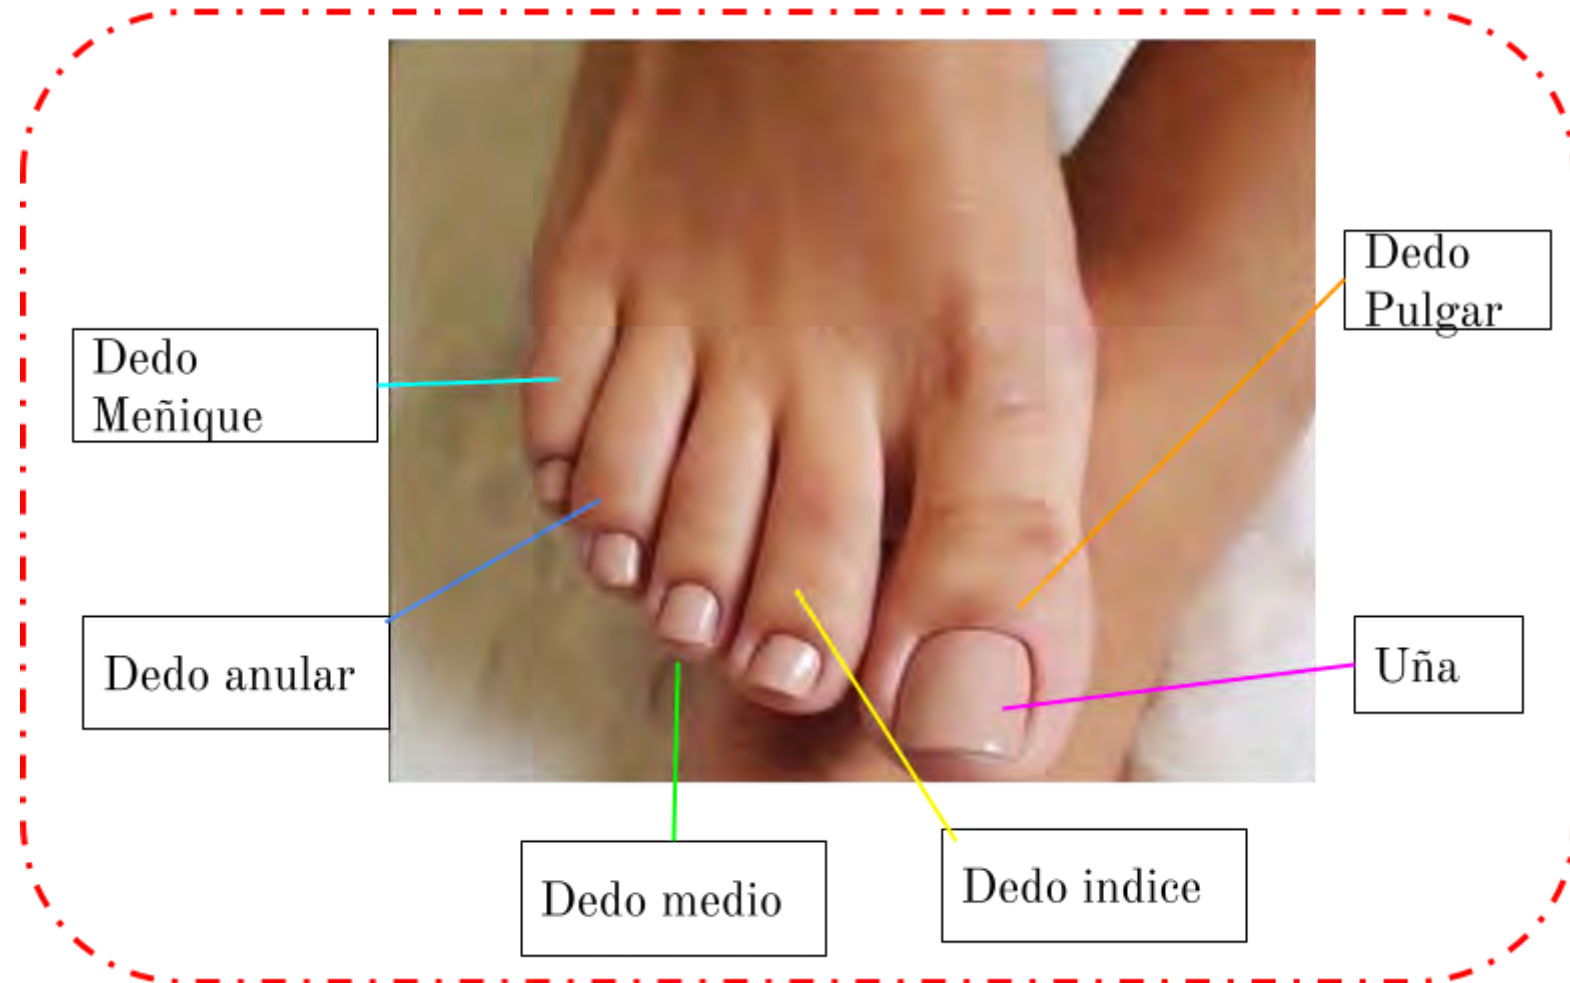 Dedo
Pulgar
Dedo
Meñique
Dedo anular
Uña
Dedo medio
Dedo indice